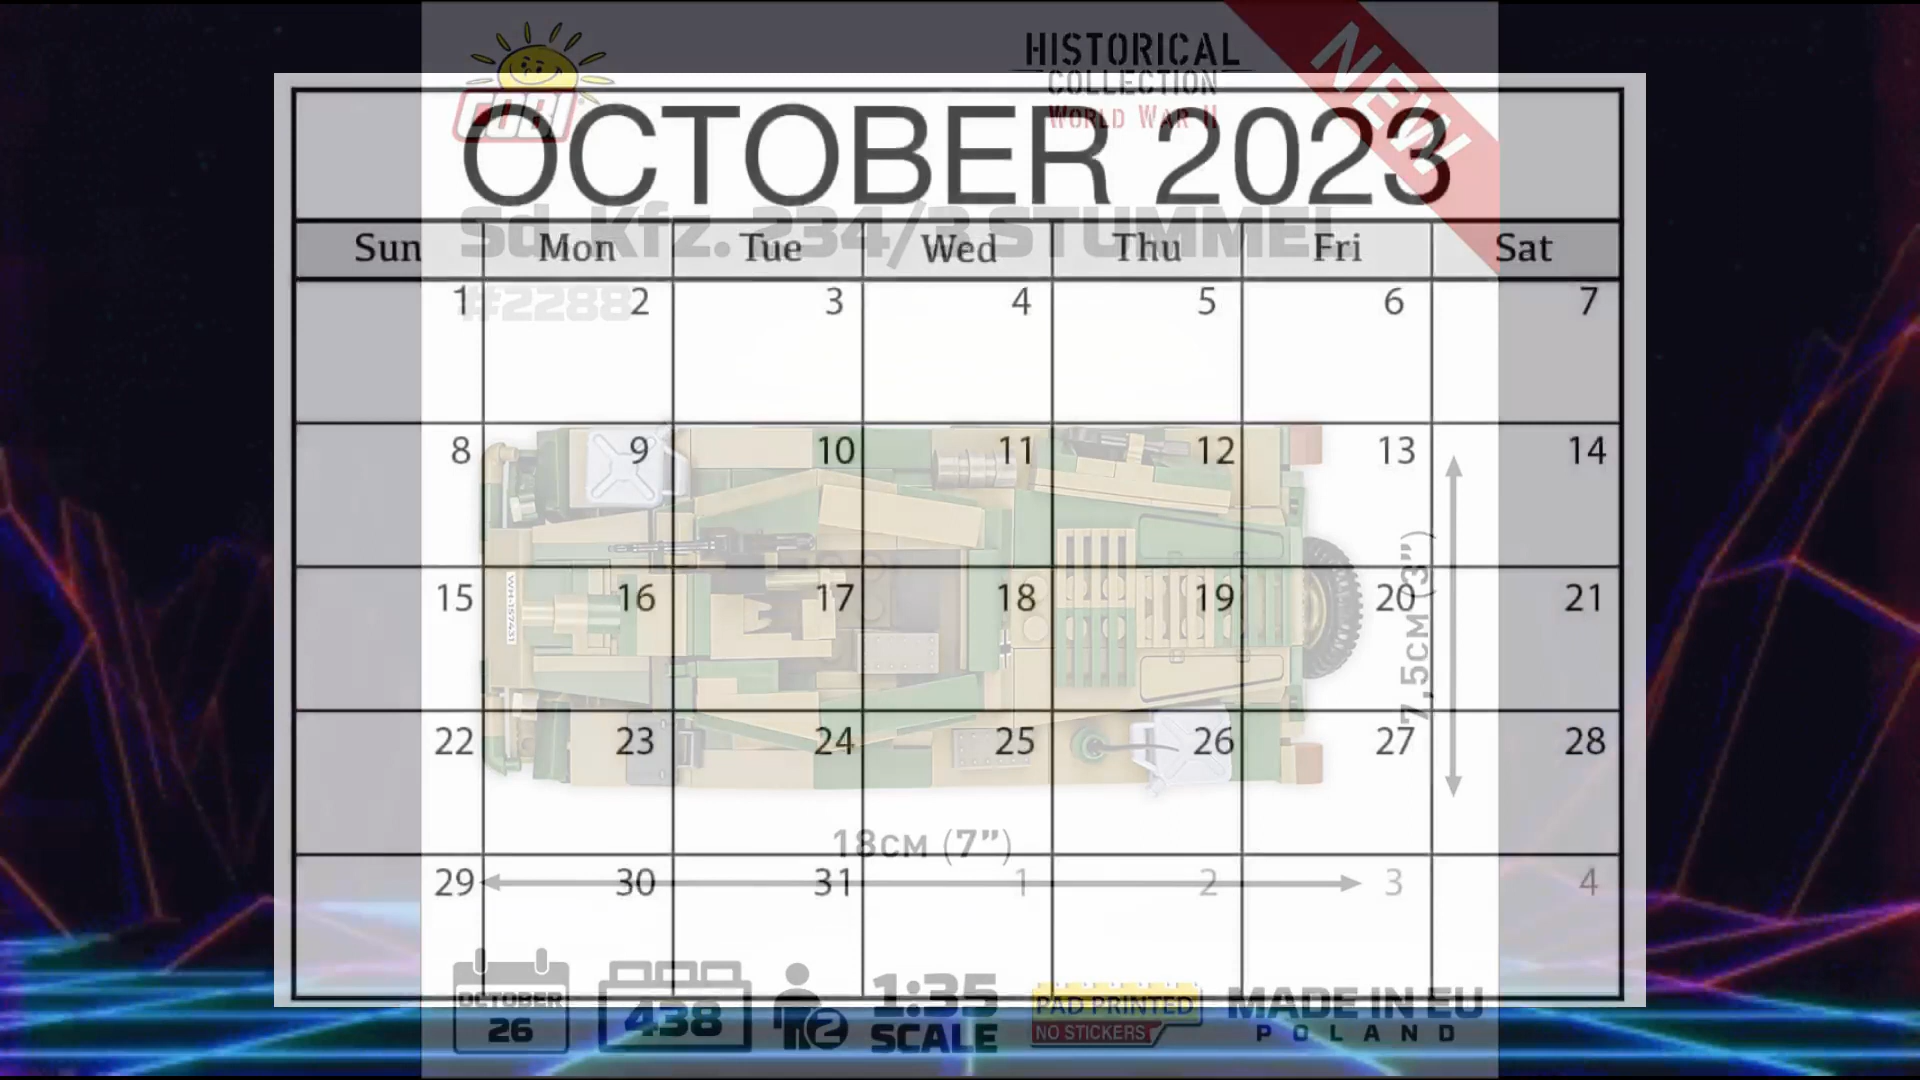 COBI
HISTORICAL
COLLECTION
WORLD WAR II
NEW
OCTOBER 2023
Sd.Kfz. 234/3 STUMMEL
#2288
Sun Mon Tue Wed Thu Fri Sat
1 2 3 4 5 6 7
8 9 10 11 12 13 14
15 16 17 18 19 20 21
WH-157431
7,5CM (3”)
22 23 24 25 26 27 28
18CM (7”)
29 30 31 1 2 3 4
OCTOBER
26
438
2
1:35
SCALE
PAD PRINTED
NO STICKERS
MADE IN EU
POLAND